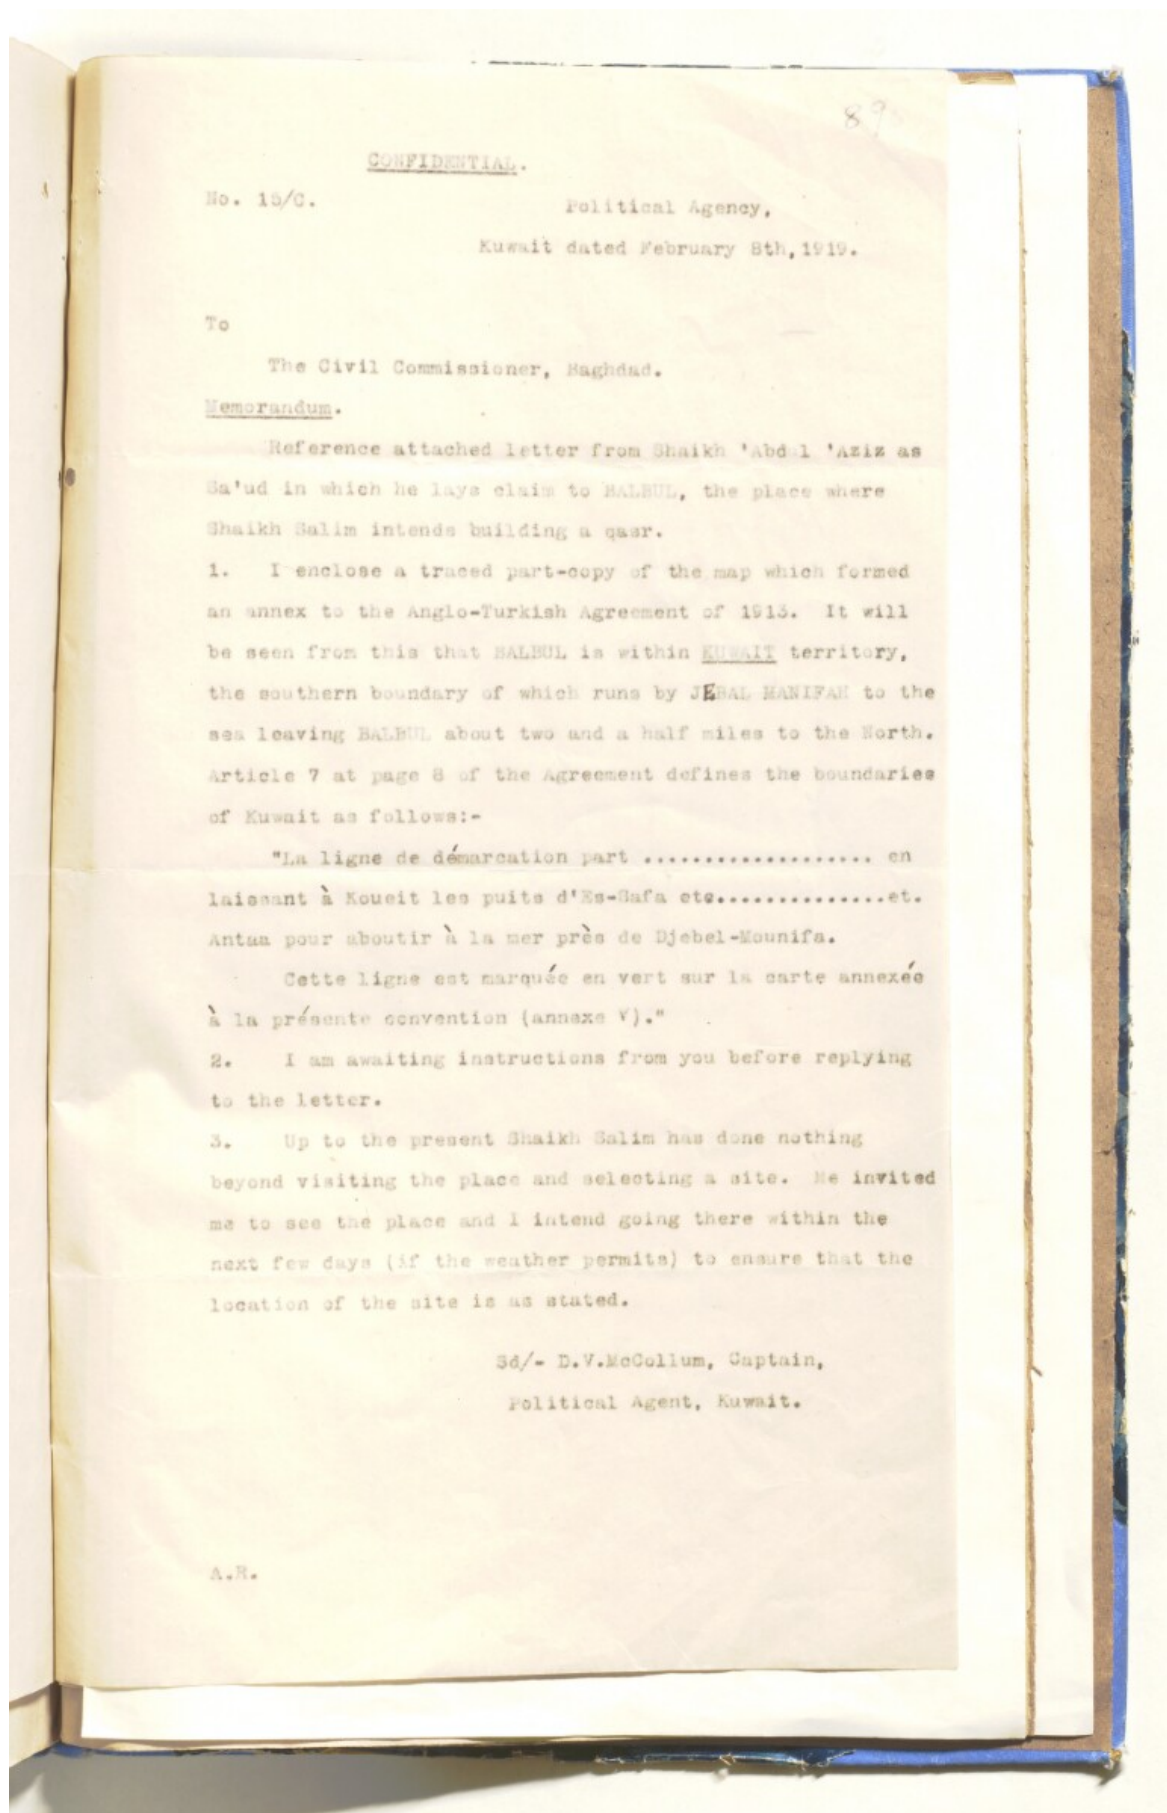 89
CONFIDENTIAL.
No. 15/C.
Political Agency,
Kuwait dated February 8th, 1919.
To
The Civil Commissioner, Baghdad.
Memorandum.
Reference attached letter from Shaikh 'Abdul 'Aziz as
Sa'ud in which he lays claim to BALBUL, the place where
Shaikh Salim intends building a qasr.
1. I enclose a traced part-copy of the map which formed
an annex to the Anglo-Turkish Agreement of 1913. It will
be seen from this that BALBUL is within KUWAIT territory,
the southern boundary of which runs by JEBAL MANIFAH to the
sea leaving BALBUL about two and a half miles to the North.
Article 7 at page 8 of the Agreement defines the boundaries
of Kuwait as follows:-
"La ligne de démarcation part ................... en
laissant à Koueit les puits d'Es-Safa etc...............et.
Antaa pour aboutir à la mer près de Djebel-Mounifa.
Cette ligne est marquée en vert sur la carte annexée
à la présente convention (annexe V)."
2. I am awaiting instructions from you before replying
to the letter.
3. Up to the present Shaikh Salim has done nothing
beyond visiting the place and selecting a site. He invited
me to see the place and I intend going there within the
next few days (if the weather permits) to ensure that the
location of the site is as stated.
Sd/- D.V.McCollum, Captain,
Political Agent, Kuwait.
A.R.